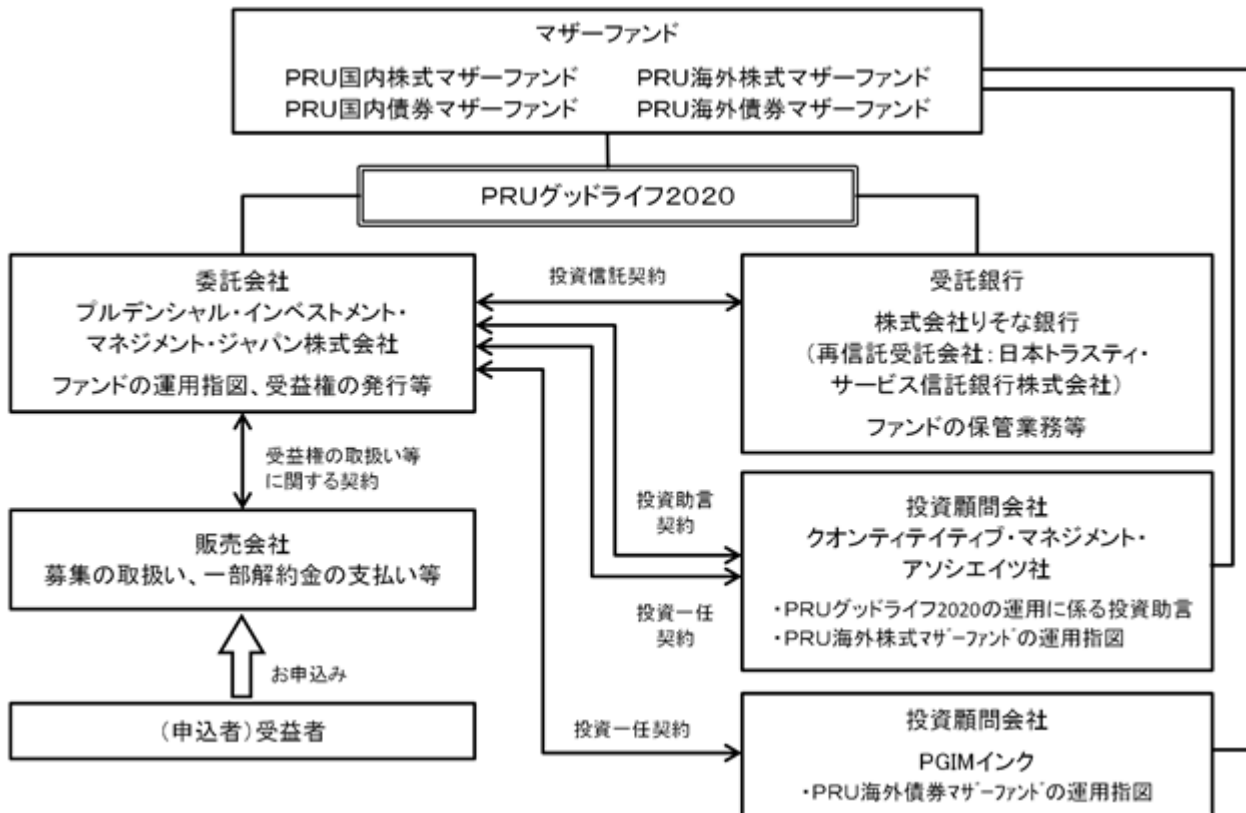 マザーファンド
PRU国内株式マザーファンド PRU海外株式マザーファンド
PRU国内債券マザーファンド PRU海外債券マザーファンド
PRUグッドライフ2020
委託会社
プルデンシャル・インベストメント・
マネジメント・ジャパン株式会社
ファンドの運用指図、受益権の発行等
投資信託契約
受託銀行
株式会社りそな銀行
(再信託受託会社:日本トラスティ・
サービス信託銀行株式会社)
ファンドの保管業務等
受益権の取扱い等
に関する契約
販売会社
募集の取扱い、一部解約金の支払い等
お申込み
(申込者)受益者
投資助言
契約
投資一任
契約
投資顧問会社
クオンティテイティブ・マネジメント・
アソシエイツ社
・PRUグッドライフ2020の運用に係る投資助言
・PRU海外株式マザーファンドの運用指図
投資一任契約
投資顧問会社
PGIMインク
・PRU海外債券マザーファンドの運用指図